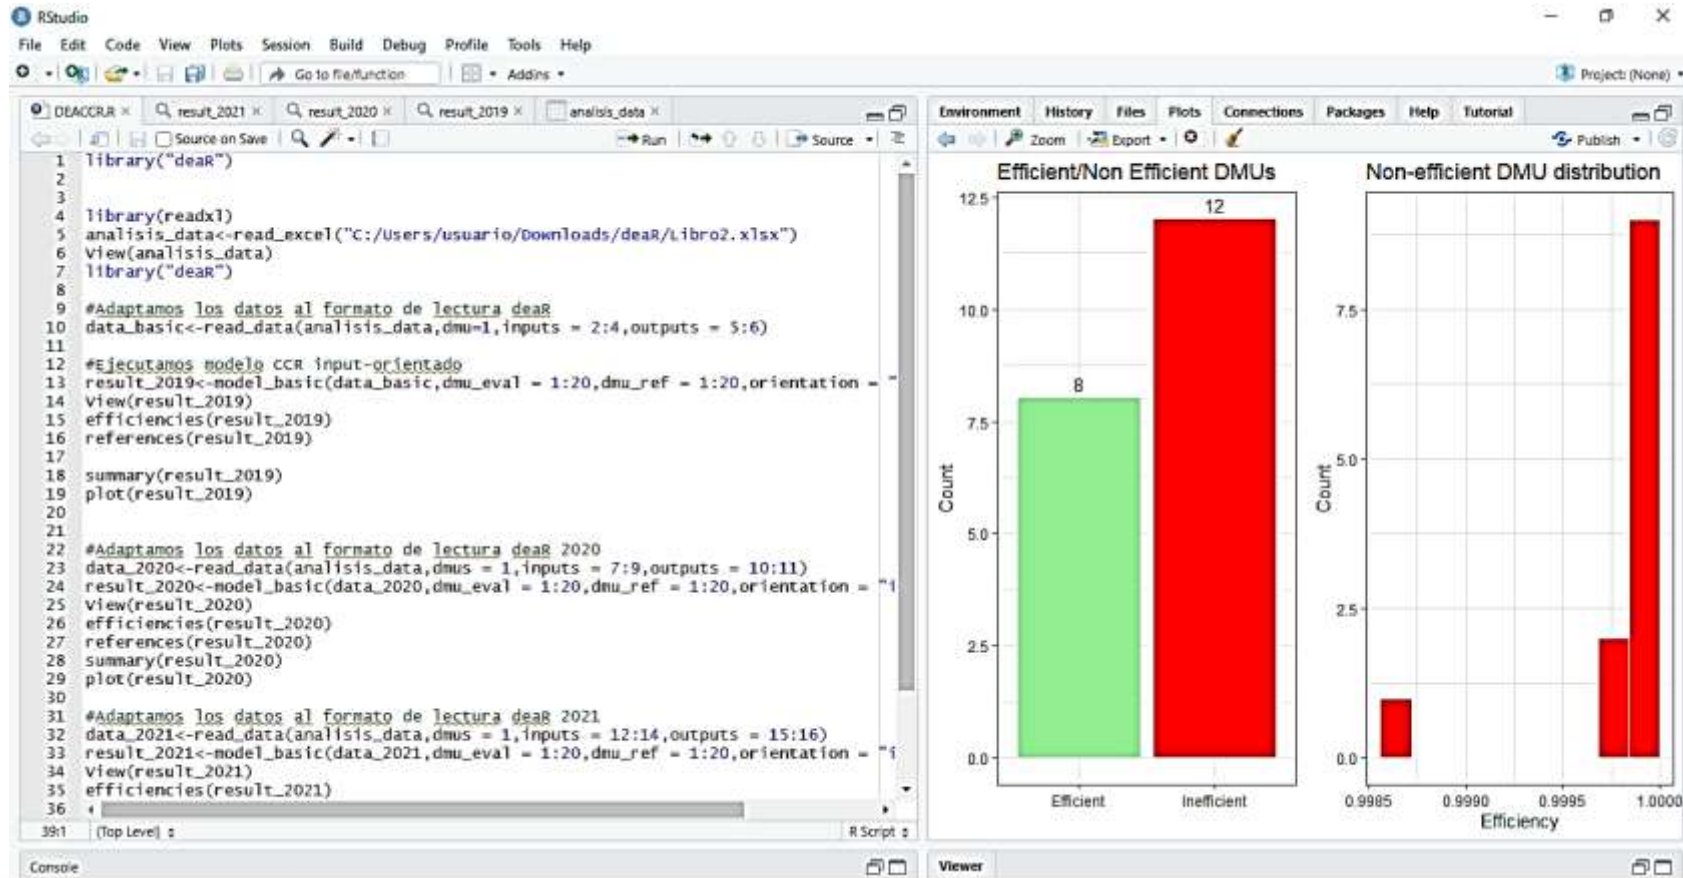 RStudio
File Edit Code View Plots Session Build Debug Profile Tools Help
Go to file/function Addins
Project: (None)
DEACCR.R result_2021 result_2020 result_2019 analisis_data
Source on Save Run Source
1 library("deaR")
2
3
4 library(readxl)
5 analisis_data<-read_excel("C:/Users/usuario/Downloads/deaR/Libro2.xlsx")
6 View(analisis_data)
7 library("deaR")
8
9 #Adaptamos los datos al formato de lectura deaR
10 data_basic<-read_data(analisis_data,dmu=1,inputs = 2:4,outputs = 5:6)
11
12 #Ejecutamos modelo CCR input-orientado
13 result_2019<-model_basic(data_basic,dmu_eval = 1:20,dmu_ref = 1:20,orientation = "
14 View(result_2019)
15 efficiencies(result_2019)
16 references(result_2019)
17
18 summary(result_2019)
19 plot(result_2019)
20
21
22 #Adaptamos los datos al formato de lectura deaR 2020
23 data_2020<-read_data(analisis_data,dmus = 1,inputs = 7:9,outputs = 10:11)
24 result_2020<-model_basic(data_2020,dmu_eval = 1:20,dmu_ref = 1:20,orientation = "i
25 View(result_2020)
26 efficiencies(result_2020)
27 references(result_2020)
28 summary(result_2020)
29 plot(result_2020)
30
31 #Adaptamos los datos al formato de lectura deaR 2021
32 data_2021<-read_data(analisis_data,dmus = 1,inputs = 12:14,outputs = 15:16)
33 result_2021<-model_basic(data_2021,dmu_eval = 1:20,dmu_ref = 1:20,orientation = "i
34 View(result_2021)
35 efficiencies(result_2021)
36
39:1 (Top Level) R Script
Console
Environment History Files Plots Connections Packages Help Tutorial
Zoom Export Publish
Efficient/Non Efficient DMUs
12.5
10.0
7.5
5.0
2.5
0.0
Count
8
12
Efficient Inefficient
Non-efficient DMU distribution
7.5
5.0
2.5
0.0
Count
0.9985 0.9990 0.9995 1.0000
Efficiency
Viewer